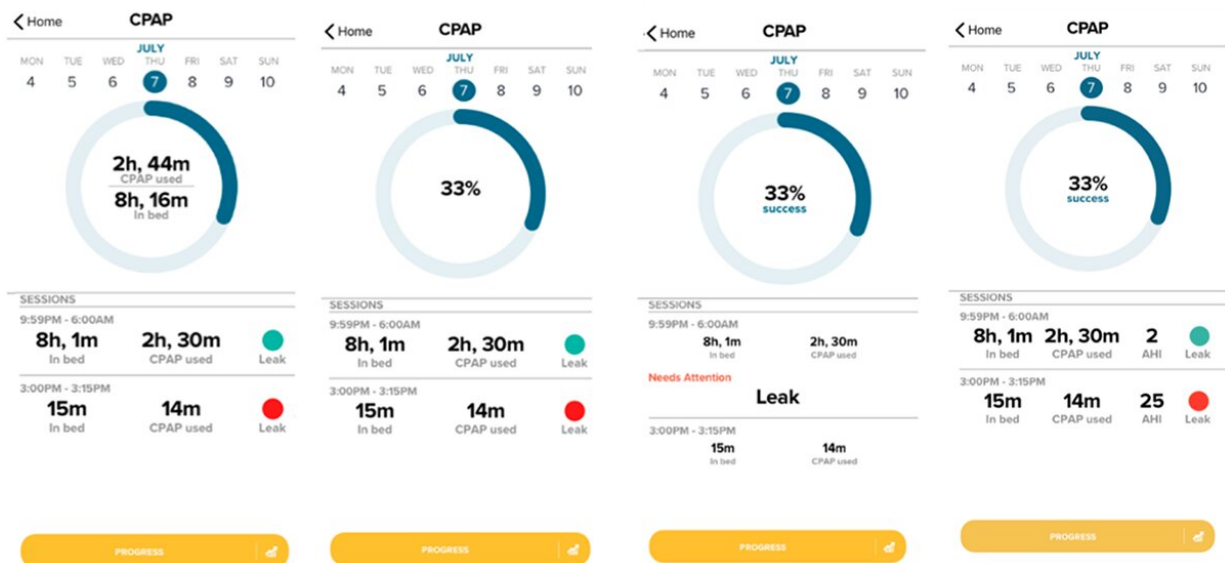 Home CPAP
JULY
MON TUE WED THU FRI SAT SUN
4 5 6 7 8 9 10
2h, 44m
CPAP used
8h, 16m
In bed
SESSIONS
9:59PM - 6:00AM
8h, 1m 2h, 30m
In bed CPAP used Leak
3:00PM - 3:15PM
15m 14m
In bed CPAP used Leak
PROGRESS
Home CPAP
JULY
MON TUE WED THU FRI SAT SUN
4 5 6 7 8 9 10
33%
SESSIONS
9:59PM - 6:00AM
8h, 1m 2h, 30m
In bed CPAP used Leak
3:00PM - 3:15PM
15m 14m
In bed CPAP used Leak
PROGRESS
Home CPAP
JULY
MON TUE WED THU FRI SAT SUN
4 5 6 7 8 9 10
33%
success
SESSIONS
9:59PM - 6:00AM
8h, 1m 2h, 30m
In bed CPAP used
Needs Attention
Leak
3:00PM - 3:15PM
15m 14m
In bed CPAP used
PROGRESS
Home CPAP
JULY
MON TUE WED THU FRI SAT SUN
4 5 6 7 8 9 10
33%
success
SESSIONS
9:59PM - 6:00AM
8h, 1m 2h, 30m 2
In bed CPAP used AHI Leak
3:00PM - 3:15PM
15m 14m 25
In bed CPAP used AHI Leak
PROGRESS